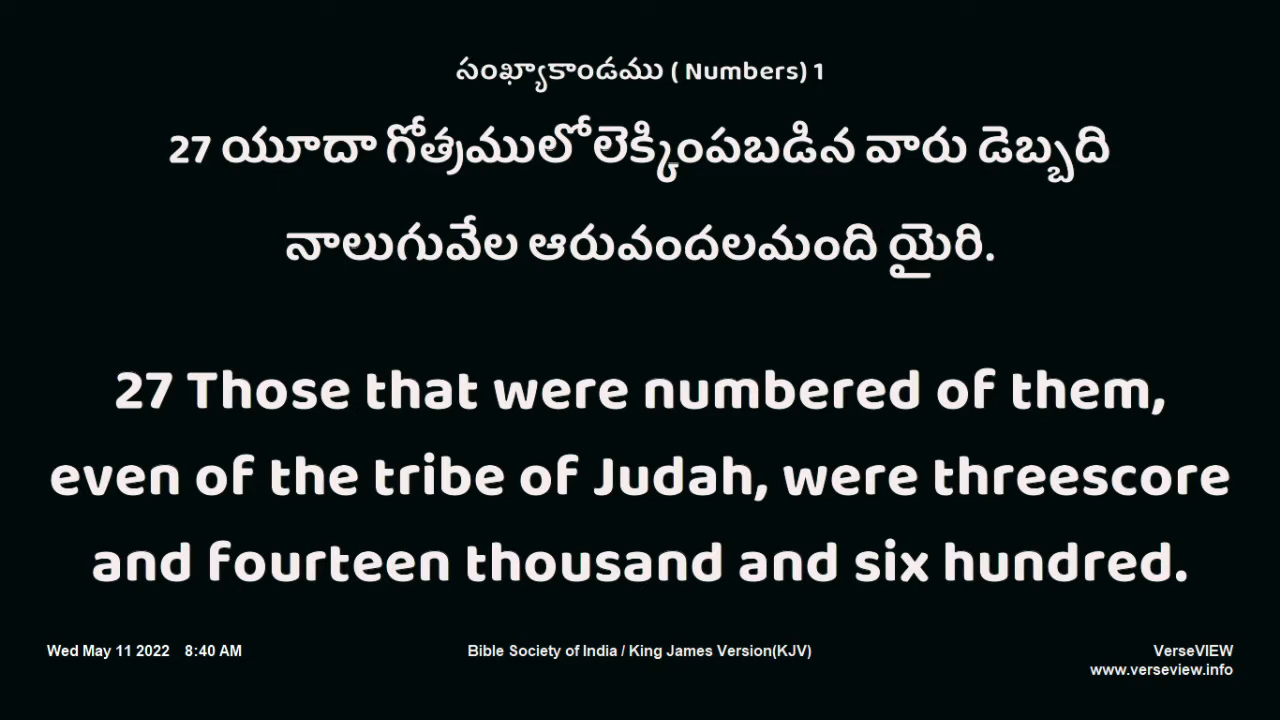 సంఖ్యాకాండము ( Numbers) 1
27 యూదా గోత్రములోలెక్కింపబడిన వారు డెబ్బది
నాలుగువేల ఆరువందలమంది యైరి.
27 Those that were numbered of them,
even of the tribe of Judah, were threescore
and fourteen thousand and six hundred.
Wed May 11 2022 8:40 AM
Bible Society of India / King James Version(KJV)
VerseVIEW
www.verseview.info